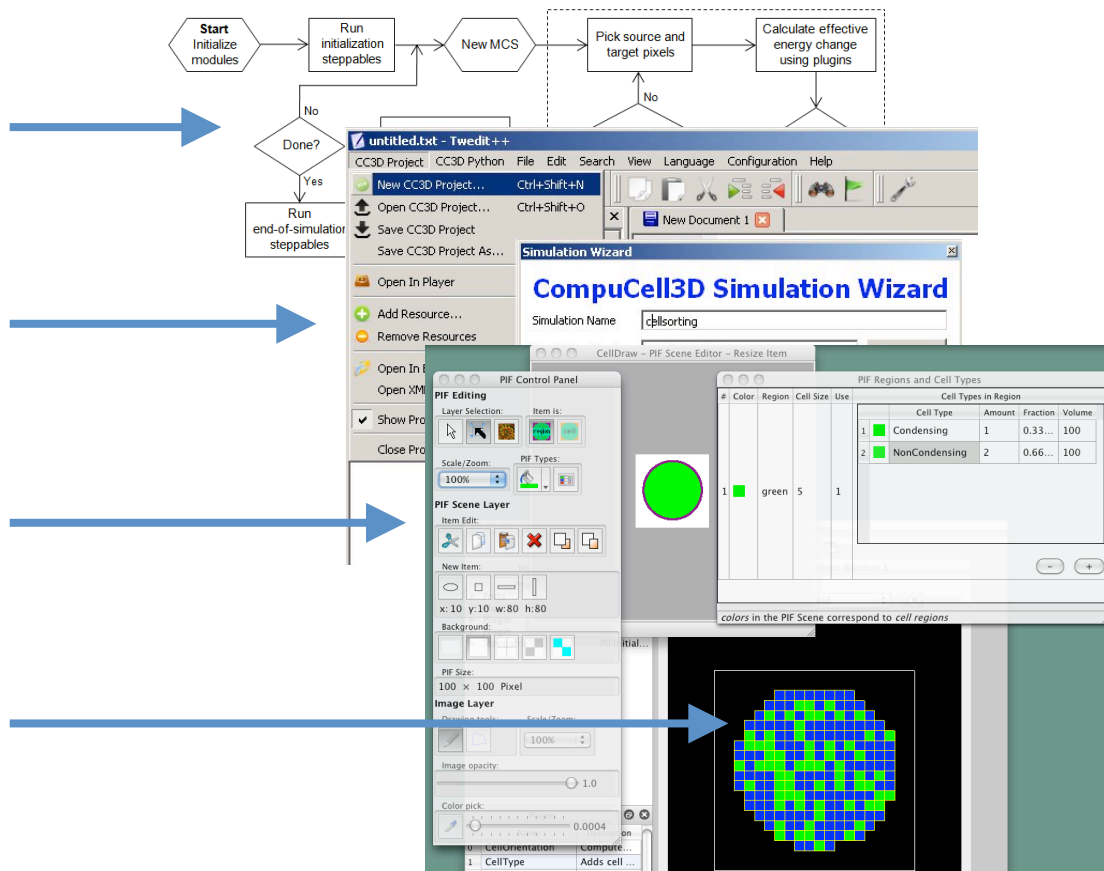 Start
Initialize
modules
Run
initialization
steppables
New MCS
Pick source and
target pixels
Calculate effective
energy change
using plugins
No
No
Done?
Yes
Run
end-of-simulation
steppables
untitled.txt - Twedit++
CC3D Project CC3D Python File Edit Search View Language Configuration Help
New CC3D Project... Ctrl+Shift+N
Open CC3D Project... Ctrl+Shift+O
Save CC3D Project
Save CC3D Project As...
Open In Player
Add Resource...
Remove Resources
Open In
Open XM
Show Pro
Close Pro
New Document 1
Simulation Wizard
CompuCell3D Simulation Wizard
Simulation Name cellsorting
CellDraw - PIF Scene Editor - Resize Item
PIF Control Panel
PIF Editing
Layer Selection: Item is:
region cell
Scale/Zoom: PIF Types:
100%
PIF Scene Layer
Item Edit:
New Item:
x: 10 y:10 w:80 h:80
Background:
PIF Size:
100 × 100 Pixel
Image Layer
Drawing tools: Scale/Zoom:
100%
Image opacity:
1.0
Color pick:
0.0004
PIF Regions and Cell Types
# Color Region Cell Size Use Cell Types in Region
Cell Type Amount Fraction Volume
1 Condensing 1 0.33... 100
2 NonCondensing 2 0.66... 100
1 green 5 1
- +
colors in the PIF Scene correspond to cell regions
itial...
on
0 CellOrientation Compute...
1 CellType Adds cell ...